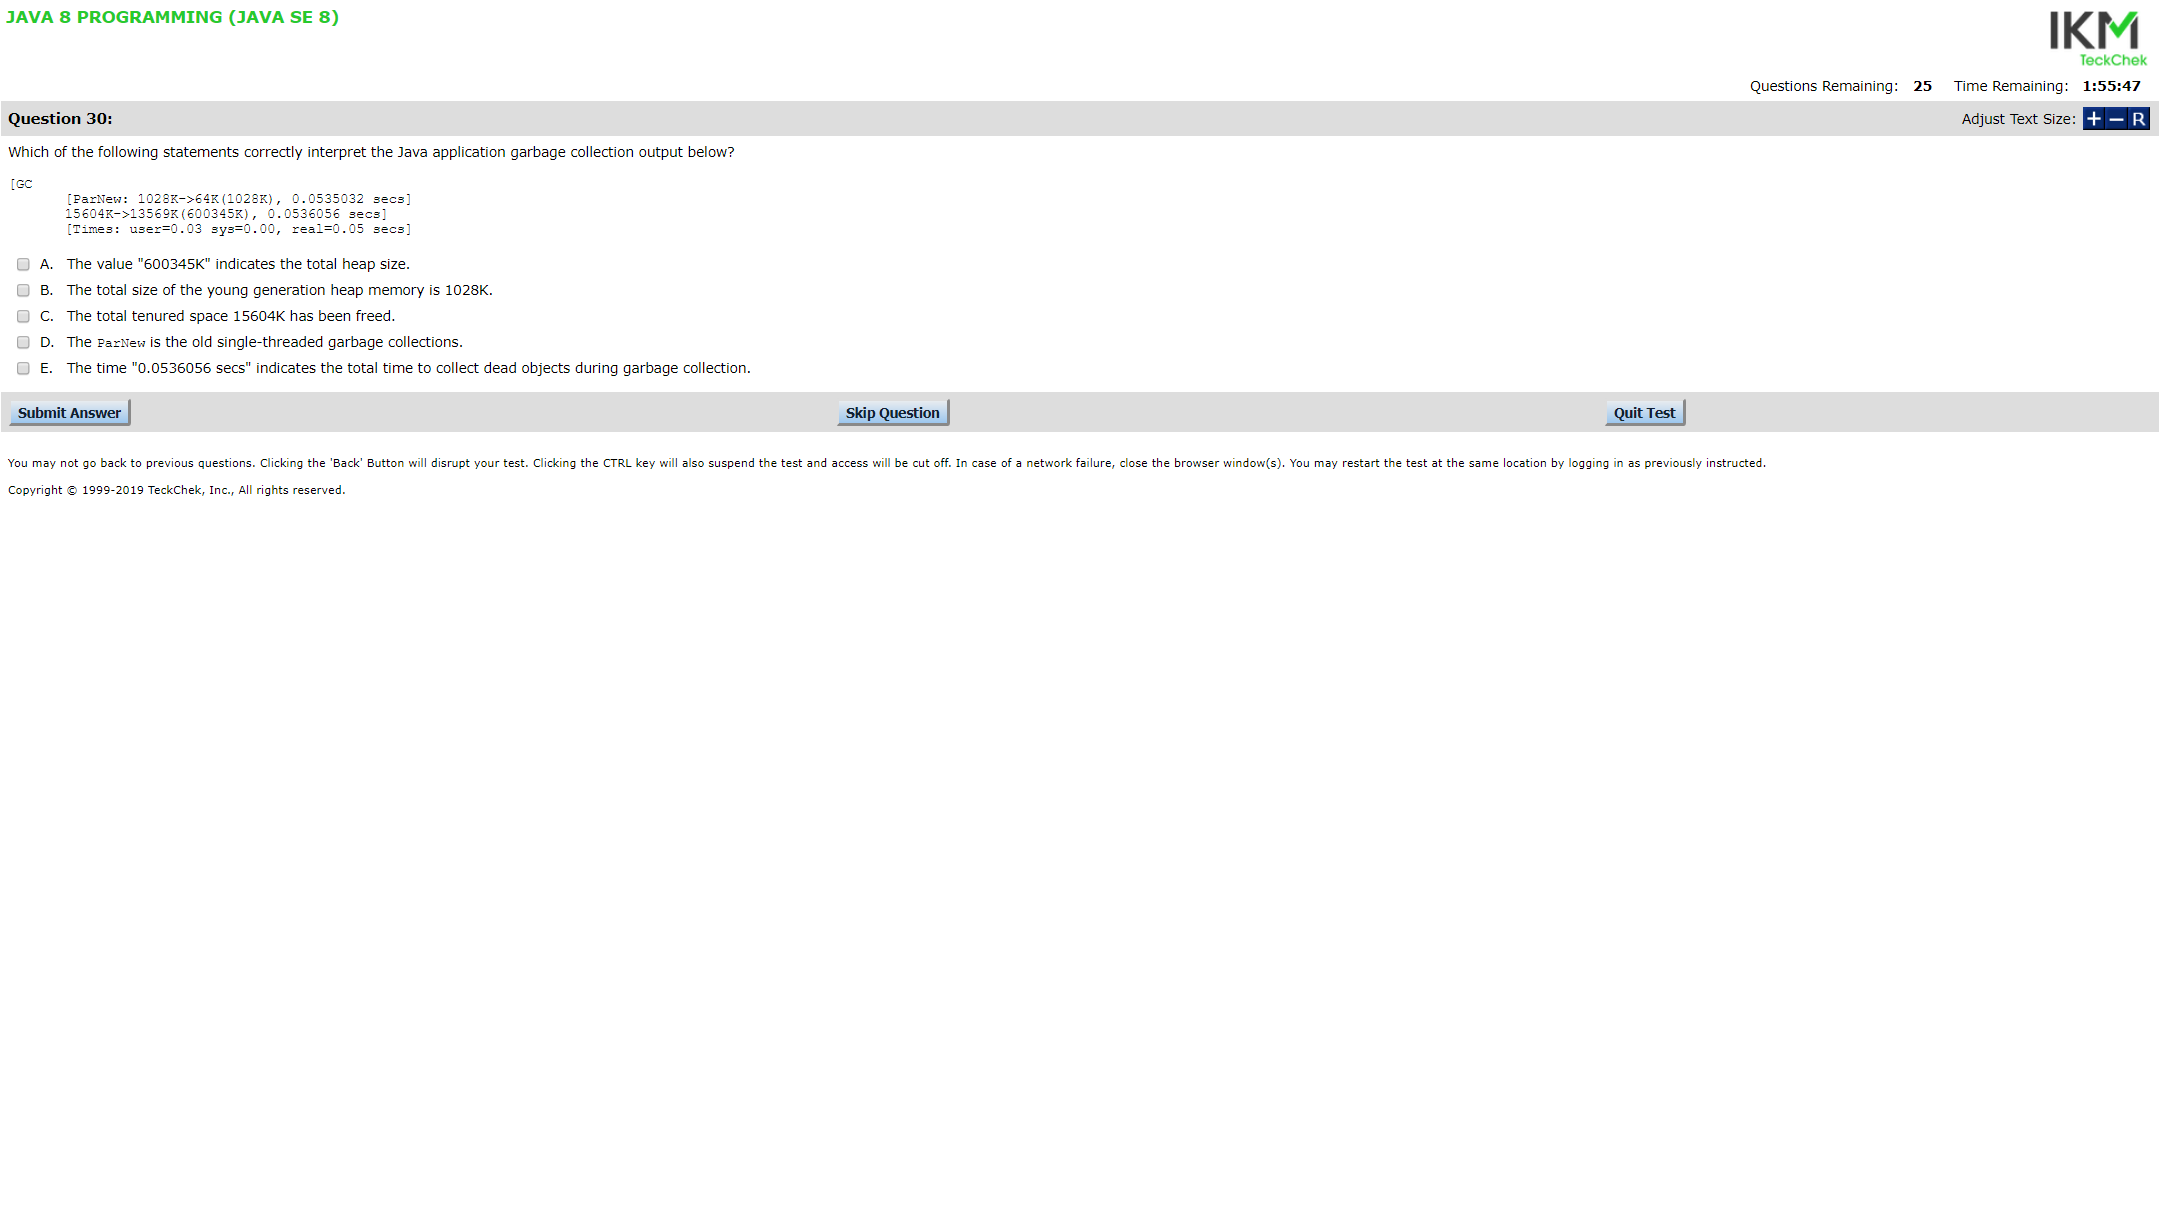 JAVA 8 PROGRAMMING (JAVA SE 8)
IKM
TeckChek
Questions Remaining: 25 Time Remaining: 1:55:47
Question 30:
Adjust Text Size: + − R
Which of the following statements correctly interpret the Java application garbage collection output below?
[GC
[ParNew: 1028K->64K(1028K), 0.0535032 secs]
15604K->13569K(600345K), 0.0536056 secs]
[Times: user=0.03 sys=0.00, real=0.05 secs]
A. The value "600345K" indicates the total heap size.
B. The total size of the young generation heap memory is 1028K.
C. The total tenured space 15604K has been freed.
D. The ParNew is the old single-threaded garbage collections.
E. The time "0.0536056 secs" indicates the total time to collect dead objects during garbage collection.
Submit Answer Skip Question Quit Test
You may not go back to previous questions. Clicking the 'Back' Button will disrupt your test. Clicking the CTRL key will also suspend the test and access will be cut off. In case of a network failure, close the browser window(s). You may restart the test at the same location by logging in as previously instructed.
Copyright © 1999-2019 TeckChek, Inc., All rights reserved.